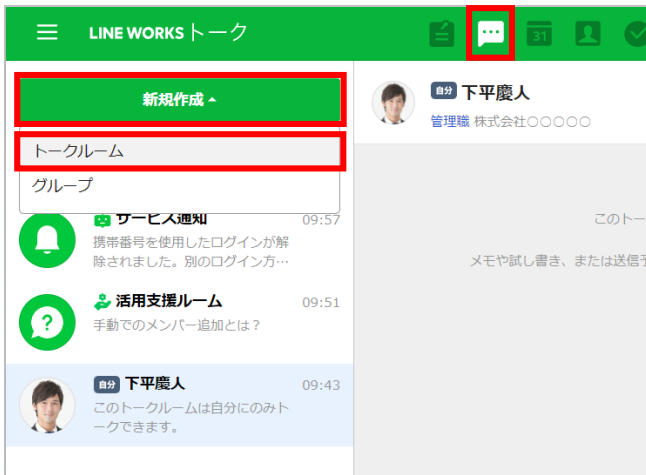 LINE WORKS トーク
31
新規作成
トークルーム
グループ
サービス通知 09:57
携帯番号を使用したログインが解
除されました。別のログイン方…
活用支援ルーム 09:51
手動でのメンバー追加とは？
自分 下平慶人 09:43
このトークルームは自分にのみト
ークできます。
自分 下平慶人
管理職 株式会社○○○○○
このトー
メモや試し書き、または送信予